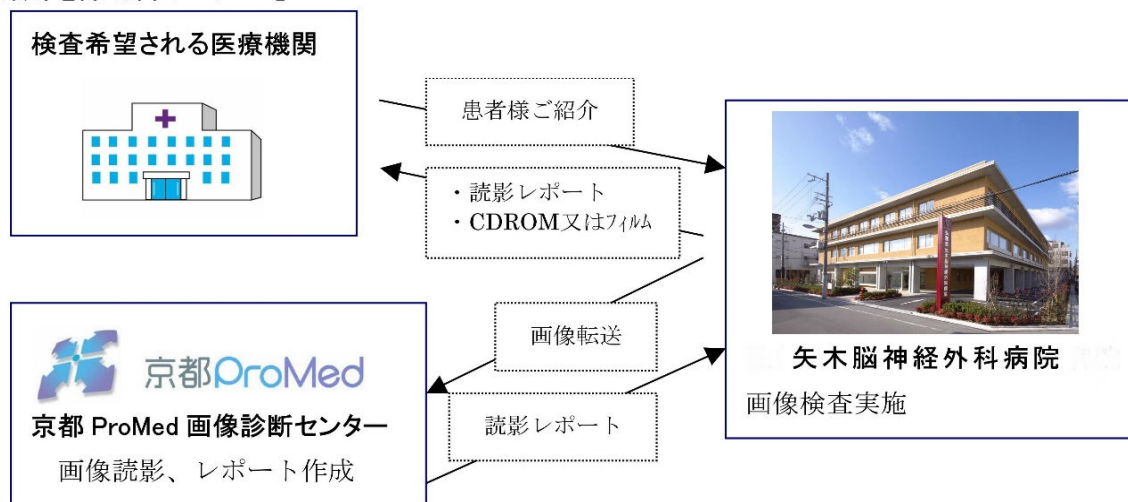 検査希望される医療機関
患者様ご紹介
・読影レポート
・CDROM又はﾌｨﾙﾑ
画像転送
読影レポート
京都ProMed
京都 ProMed 画像診断センター
画像読影、レポート作成
矢木脳神経外科病院
画像検査実施